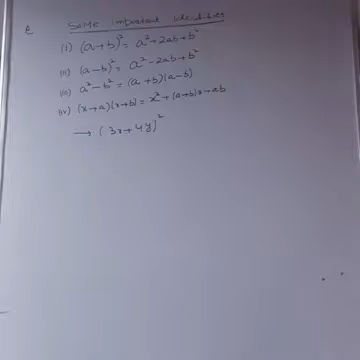 Some important identities
(i) (a+b)² = a² + 2ab + b²
(ii) (a-b)² = a² - 2ab + b²
(iii) a² - b² = (a+b)(a-b)
(iv) (x+a)(x+b) = x² + (a+b)x + ab
→ (3x+4y)²